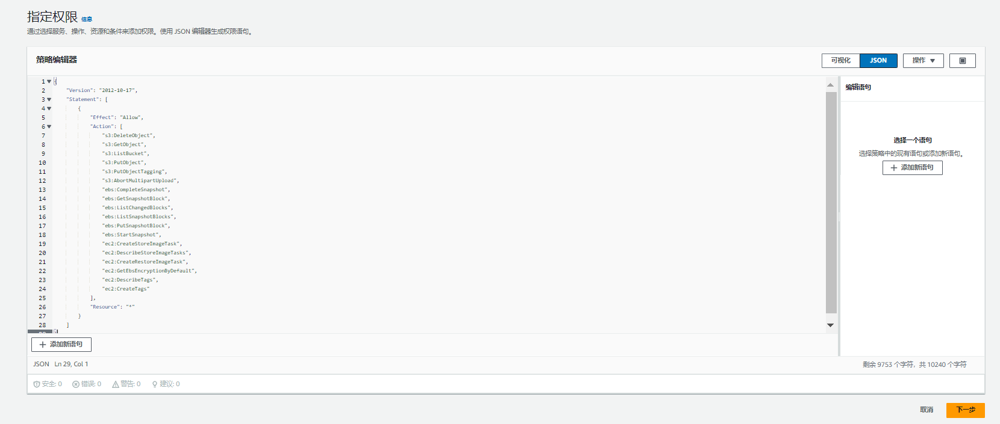 指定权限 信息
通过选择服务、操作、资源和条件来添加权限。使用 JSON 编辑器生成权限语句。
策略编辑器
可视化 JSON 操作
1 {
2 "Version": "2012-10-17",
3 "Statement": [
4 {
5 "Effect": "Allow",
6 "Action": [
7 "s3:DeleteObject",
8 "s3:GetObject",
9 "s3:ListBucket",
10 "s3:PutObject",
11 "s3:PutObjectTagging",
12 "s3:AbortMultipartUpload",
13 "ebs:CompleteSnapshot",
14 "ebs:GetSnapshotBlock",
15 "ebs:ListChangedBlocks",
16 "ebs:ListSnapshotBlocks",
17 "ebs:PutSnapshotBlock",
18 "ebs:StartSnapshot",
19 "ec2:CreateStoreImageTask",
20 "ec2:DescribeStoreImageTasks",
21 "ec2:CreateRestoreImageTask",
22 "ec2:GetEbsEncryptionByDefault",
23 "ec2:DescribeTags",
24 "ec2:CreateTags"
25 ],
26 "Resource": "*"
27 }
28 ]
编辑语句
选择一个语句
选择策略中的现有语句或添加新语句。
添加新语句
添加新语句
JSON Ln 29, Col 1
剩余 9753 个字符，共 10240 个字符
安全: 0 错误: 0 警告: 0 建议: 0
取消 下一步